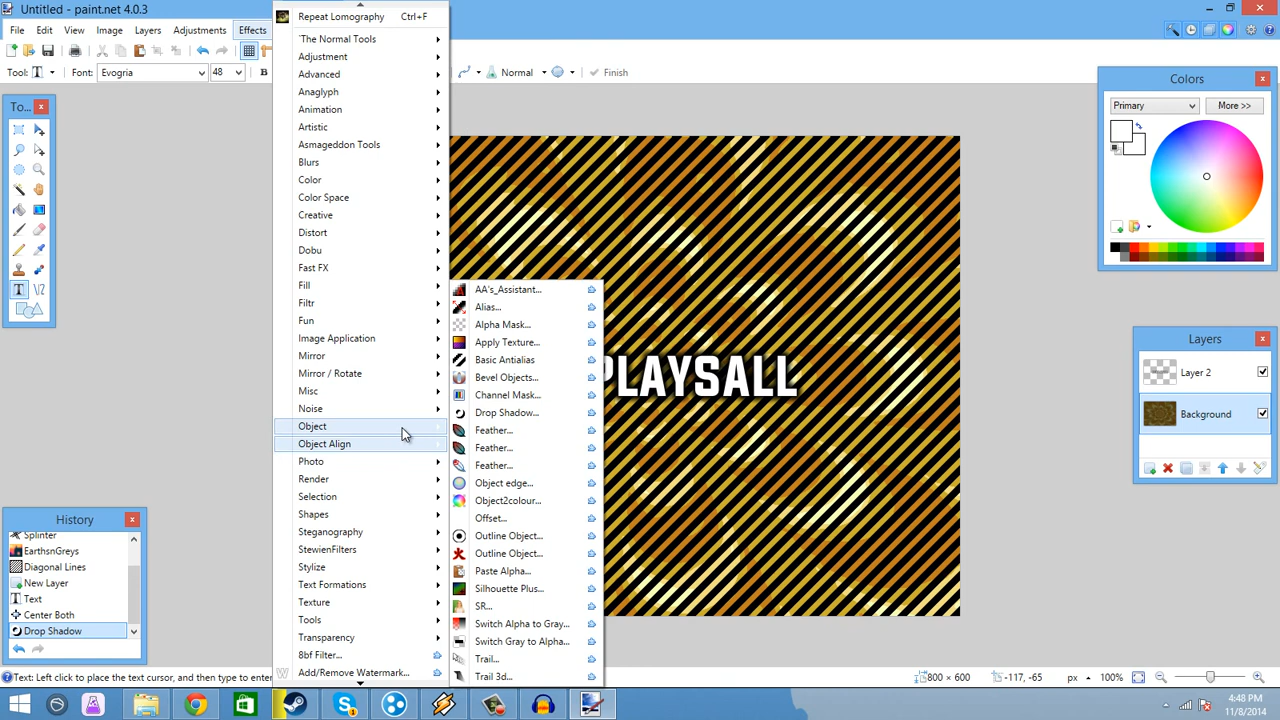 Untitled - paint.net 4.0.3
File Edit View Image Layers Adjustments Effects
Tool: T Font: Evogria 48 B Normal Finish
Repeat Lomography Ctrl+F
`The Normal Tools
Adjustment
Advanced
Anaglyph
Animation
Artistic
Asmageddon Tools
Blurs
Color
Color Space
Creative
Distort
Dobu
Fast FX
Fill
Filtr
Fun
Image Application
Mirror
Mirror / Rotate
Misc
Noise
Object
Object Align
Photo
Render
Selection
Shapes
Steganography
StewienFilters
Stylize
Text Formations
Texture
Tools
Transparency
8bf Filter...
Add/Remove Watermark...
AA's_Assistant...
Alias...
Alpha Mask...
Apply Texture...
Basic Antialias
Bevel Objects...
Channel Mask...
Drop Shadow...
Feather...
Feather...
Feather...
Object edge...
Object2colour...
Offset...
Outline Object...
Outline Object...
Paste Alpha...
Silhouette Plus...
SR...
Switch Alpha to Gray...
Switch Gray to Alpha...
Trail...
Trail 3d...
PLAYSALL
To...
Colors
Primary More >>
Layers
Layer 2
Background
History
Splinter
EarthsnGreys
Diagonal Lines
New Layer
Text
Center Both
Drop Shadow
Text: Left click to place the text cursor, and then type to enter
800 × 600 -117, -65 px 100%
4:48 PM
11/8/2014